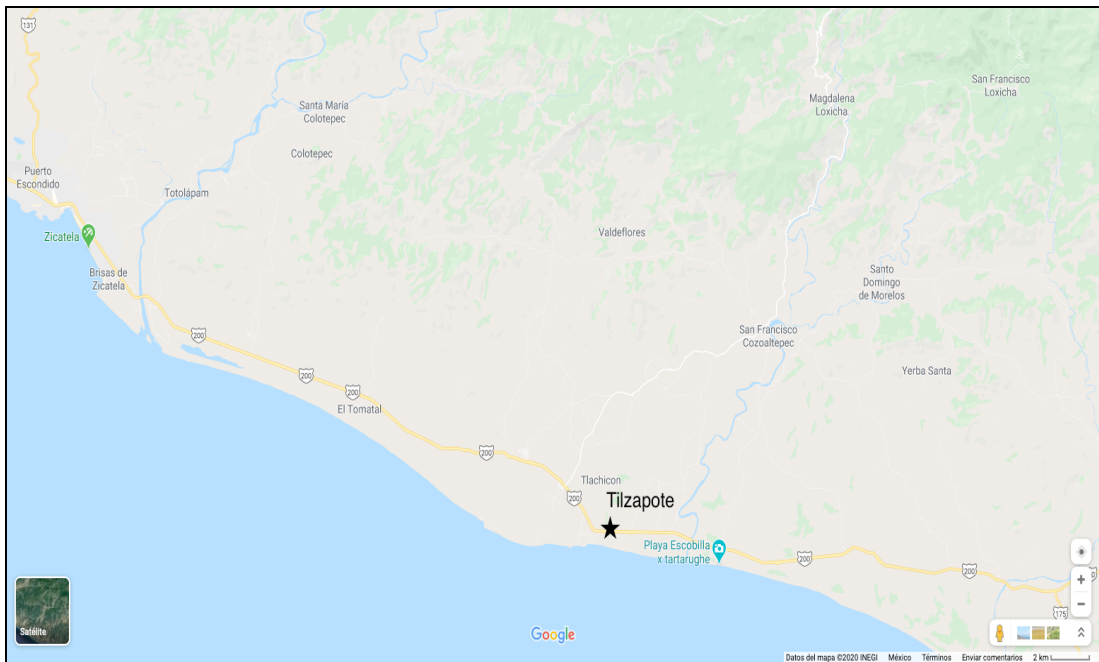 131
San Francisco
Loxicha
Magdalena
Loxicha
Santa María
Colotepec
Colotepec
Puerto
Escondido
Totolápam
Zicatela
Valdeflores
Brisas de
Zicatela
Santo
Domingo
de Morelos
200
San Francisco
Cozoaltepec
200
Yerba Santa
200
El Tomatal
200
Tlachicon
200
Tilzapote
Playa Escobilla
x tartarughe
200
200
175
Satélite
Google
Datos del mapa ©2020 INEGI México Términos Enviar comentarios 2 km